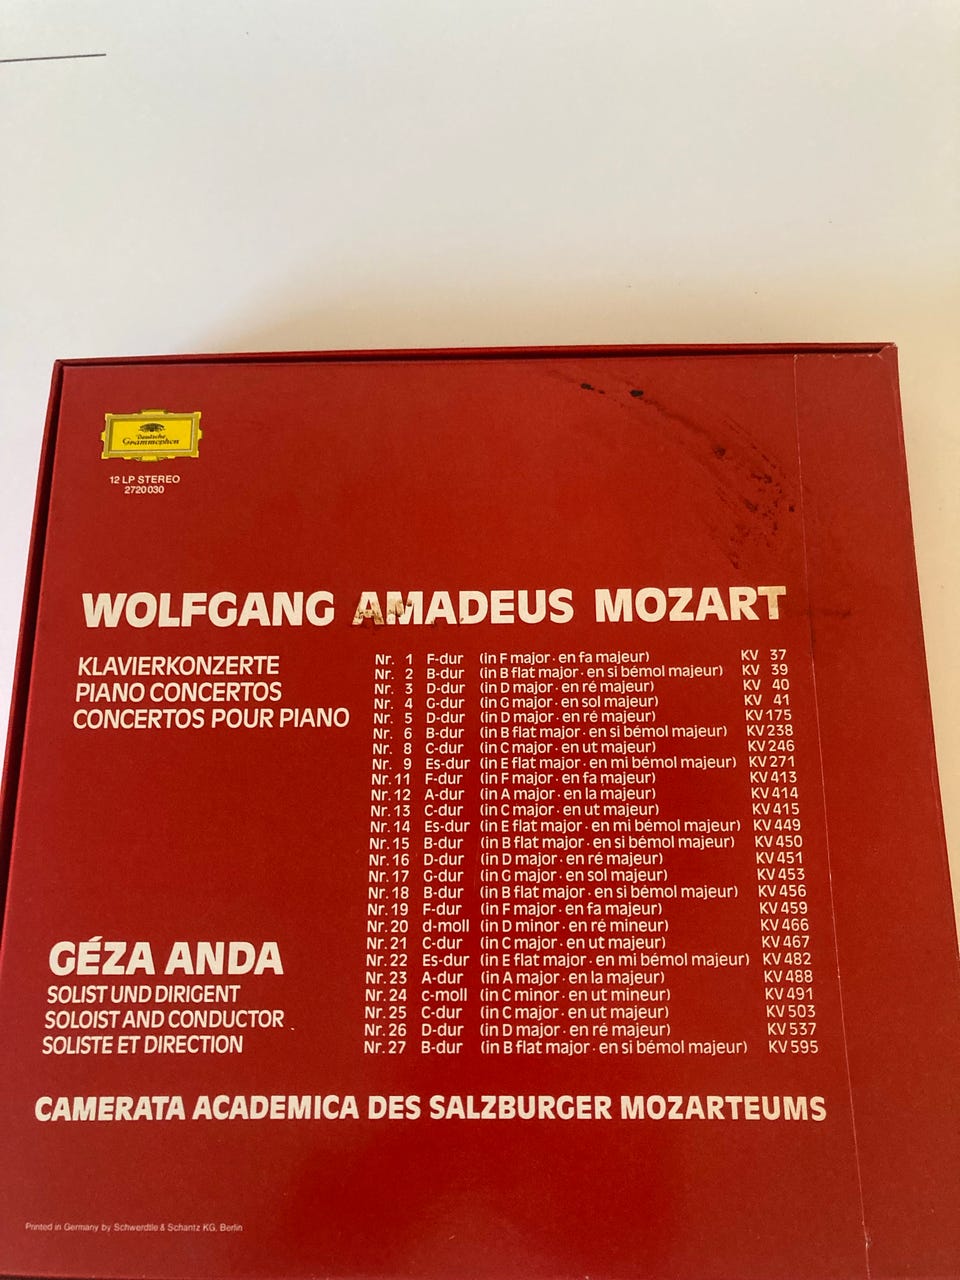 Deutsche
Grammophon
12 LP STEREO
2720 030
WOLFGANG AMADEUS MOZART
KLAVIERKONZERTE
PIANO CONCERTOS
CONCERTOS POUR PIANO
Nr. 1 F-dur (in F major · en fa majeur) KV 37
Nr. 2 B-dur (in B flat major · en si bémol majeur) KV 39
Nr. 3 D-dur (in D major · en ré majeur) KV 40
Nr. 4 G-dur (in G major · en sol majeur) KV 41
Nr. 5 D-dur (in D major · en ré majeur) KV 175
Nr. 6 B-dur (in B flat major · en si bémol majeur) KV 238
Nr. 8 C-dur (in C major · en ut majeur) KV 246
Nr. 9 Es-dur (in E flat major · en mi bémol majeur) KV 271
Nr. 11 F-dur (in F major · en fa majeur) KV 413
Nr. 12 A-dur (in A major · en la majeur) KV 414
Nr. 13 C-dur (in C major · en ut majeur) KV 415
Nr. 14 Es-dur (in E flat major · en mi bémol majeur) KV 449
Nr. 15 B-dur (in B flat major · en si bémol majeur) KV 450
Nr. 16 D-dur (in D major · en ré majeur) KV 451
Nr. 17 G-dur (in G major · en sol majeur) KV 453
Nr. 18 B-dur (in B flat major · en si bémol majeur) KV 456
Nr. 19 F-dur (in F major · en fa majeur) KV 459
Nr. 20 d-moll (in D minor · en ré mineur) KV 466
Nr. 21 C-dur (in C major · en ut majeur) KV 467
Nr. 22 Es-dur (in E flat major · en mi bémol majeur) KV 482
Nr. 23 A-dur (in A major · en la majeur) KV 488
Nr. 24 c-moll (in C minor · en ut mineur) KV 491
Nr. 25 C-dur (in C major · en ut majeur) KV 503
Nr. 26 D-dur (in D major · en ré majeur) KV 537
Nr. 27 B-dur (in B flat major · en si bémol majeur) KV 595
GÉZA ANDA
SOLIST UND DIRIGENT
SOLOIST AND CONDUCTOR
SOLISTE ET DIRECTION
CAMERATA ACADEMICA DES SALZBURGER MOZARTEUMS
Printed in Germany by Schwerdtle & Schantz KG, Berlin